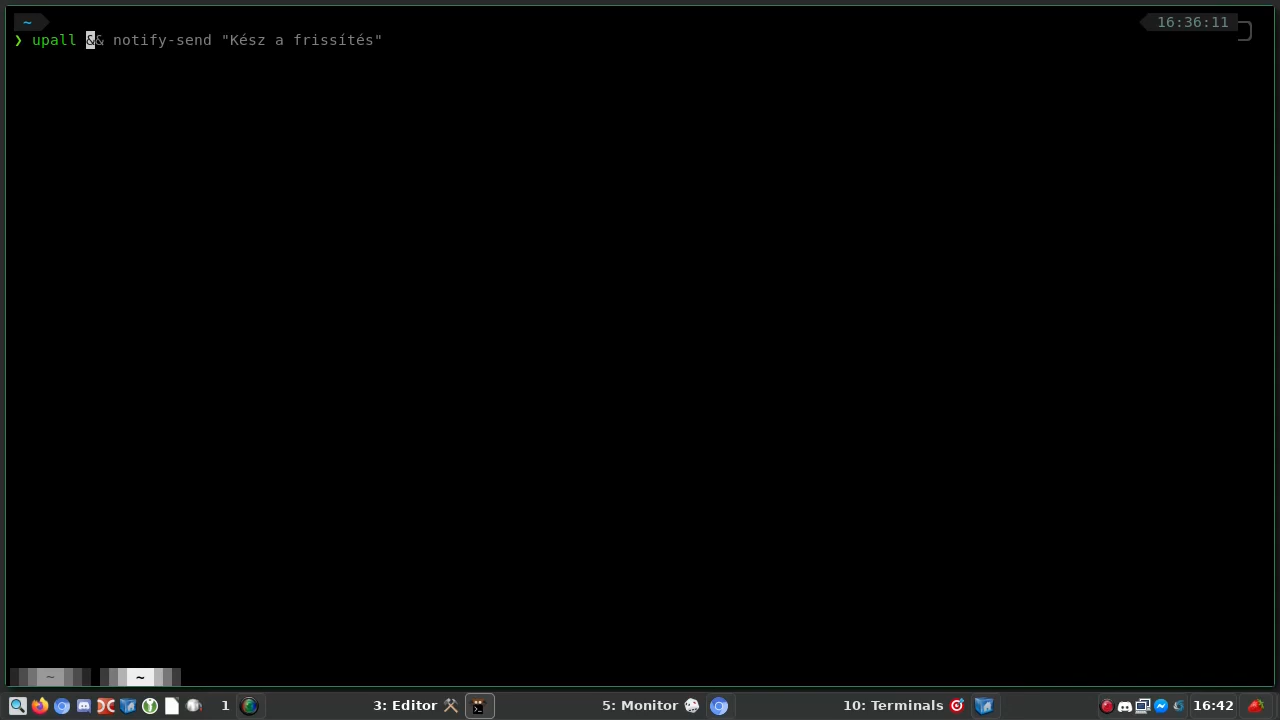 ~ 16:36:11
❯ upall && notify-send "Kész a frissítés"
~ ~
1 3: Editor 5: Monitor 10: Terminals 16:42